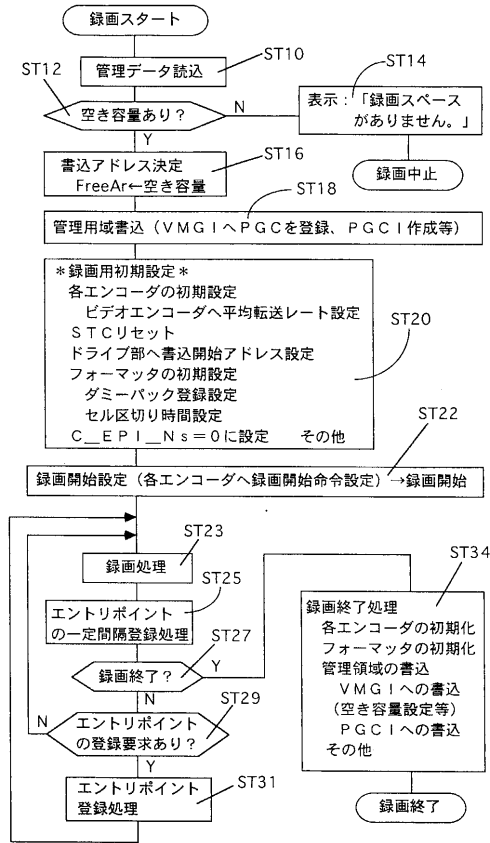 録画スタート
ST10
管理データ読込
ST12
空き容量あり？
N
Y
ST14
表示：「録画スペース
がありません。」
録画中止
ST16
書込アドレス決定
FreeAr←空き容量
ST18
管理用域書込（ＶＭＧＩへＰＧＣを登録、ＰＧＣＩ作成等）
ST20
＊録画用初期設定＊
各エンコーダの初期設定
ビデオエンコーダへ平均転送レート設定
ＳＴＣリセット
ドライブ部へ書込開始アドレス設定
フォーマッタの初期設定
ダミーパック登録設定
セル区切り時間設定
Ｃ＿ＥＰＩ＿Ｎｓ＝０に設定　その他
ST22
録画開始設定（各エンコーダへ録画開始命令設定）→録画開始
ST23
録画処理
ST25
エントリポイント
の一定間隔登録処理
ST27
録画終了？
Y
N
ST29
エントリポイント
の登録要求あり？
N
Y
ST31
エントリポイント
登録処理
ST34
録画終了処理
各エンコーダの初期化
フォーマッタの初期化
管理領域の書込
ＶＭＧＩへの書込
（空き容量設定等）
ＰＧＣＩへの書込
その他
録画終了